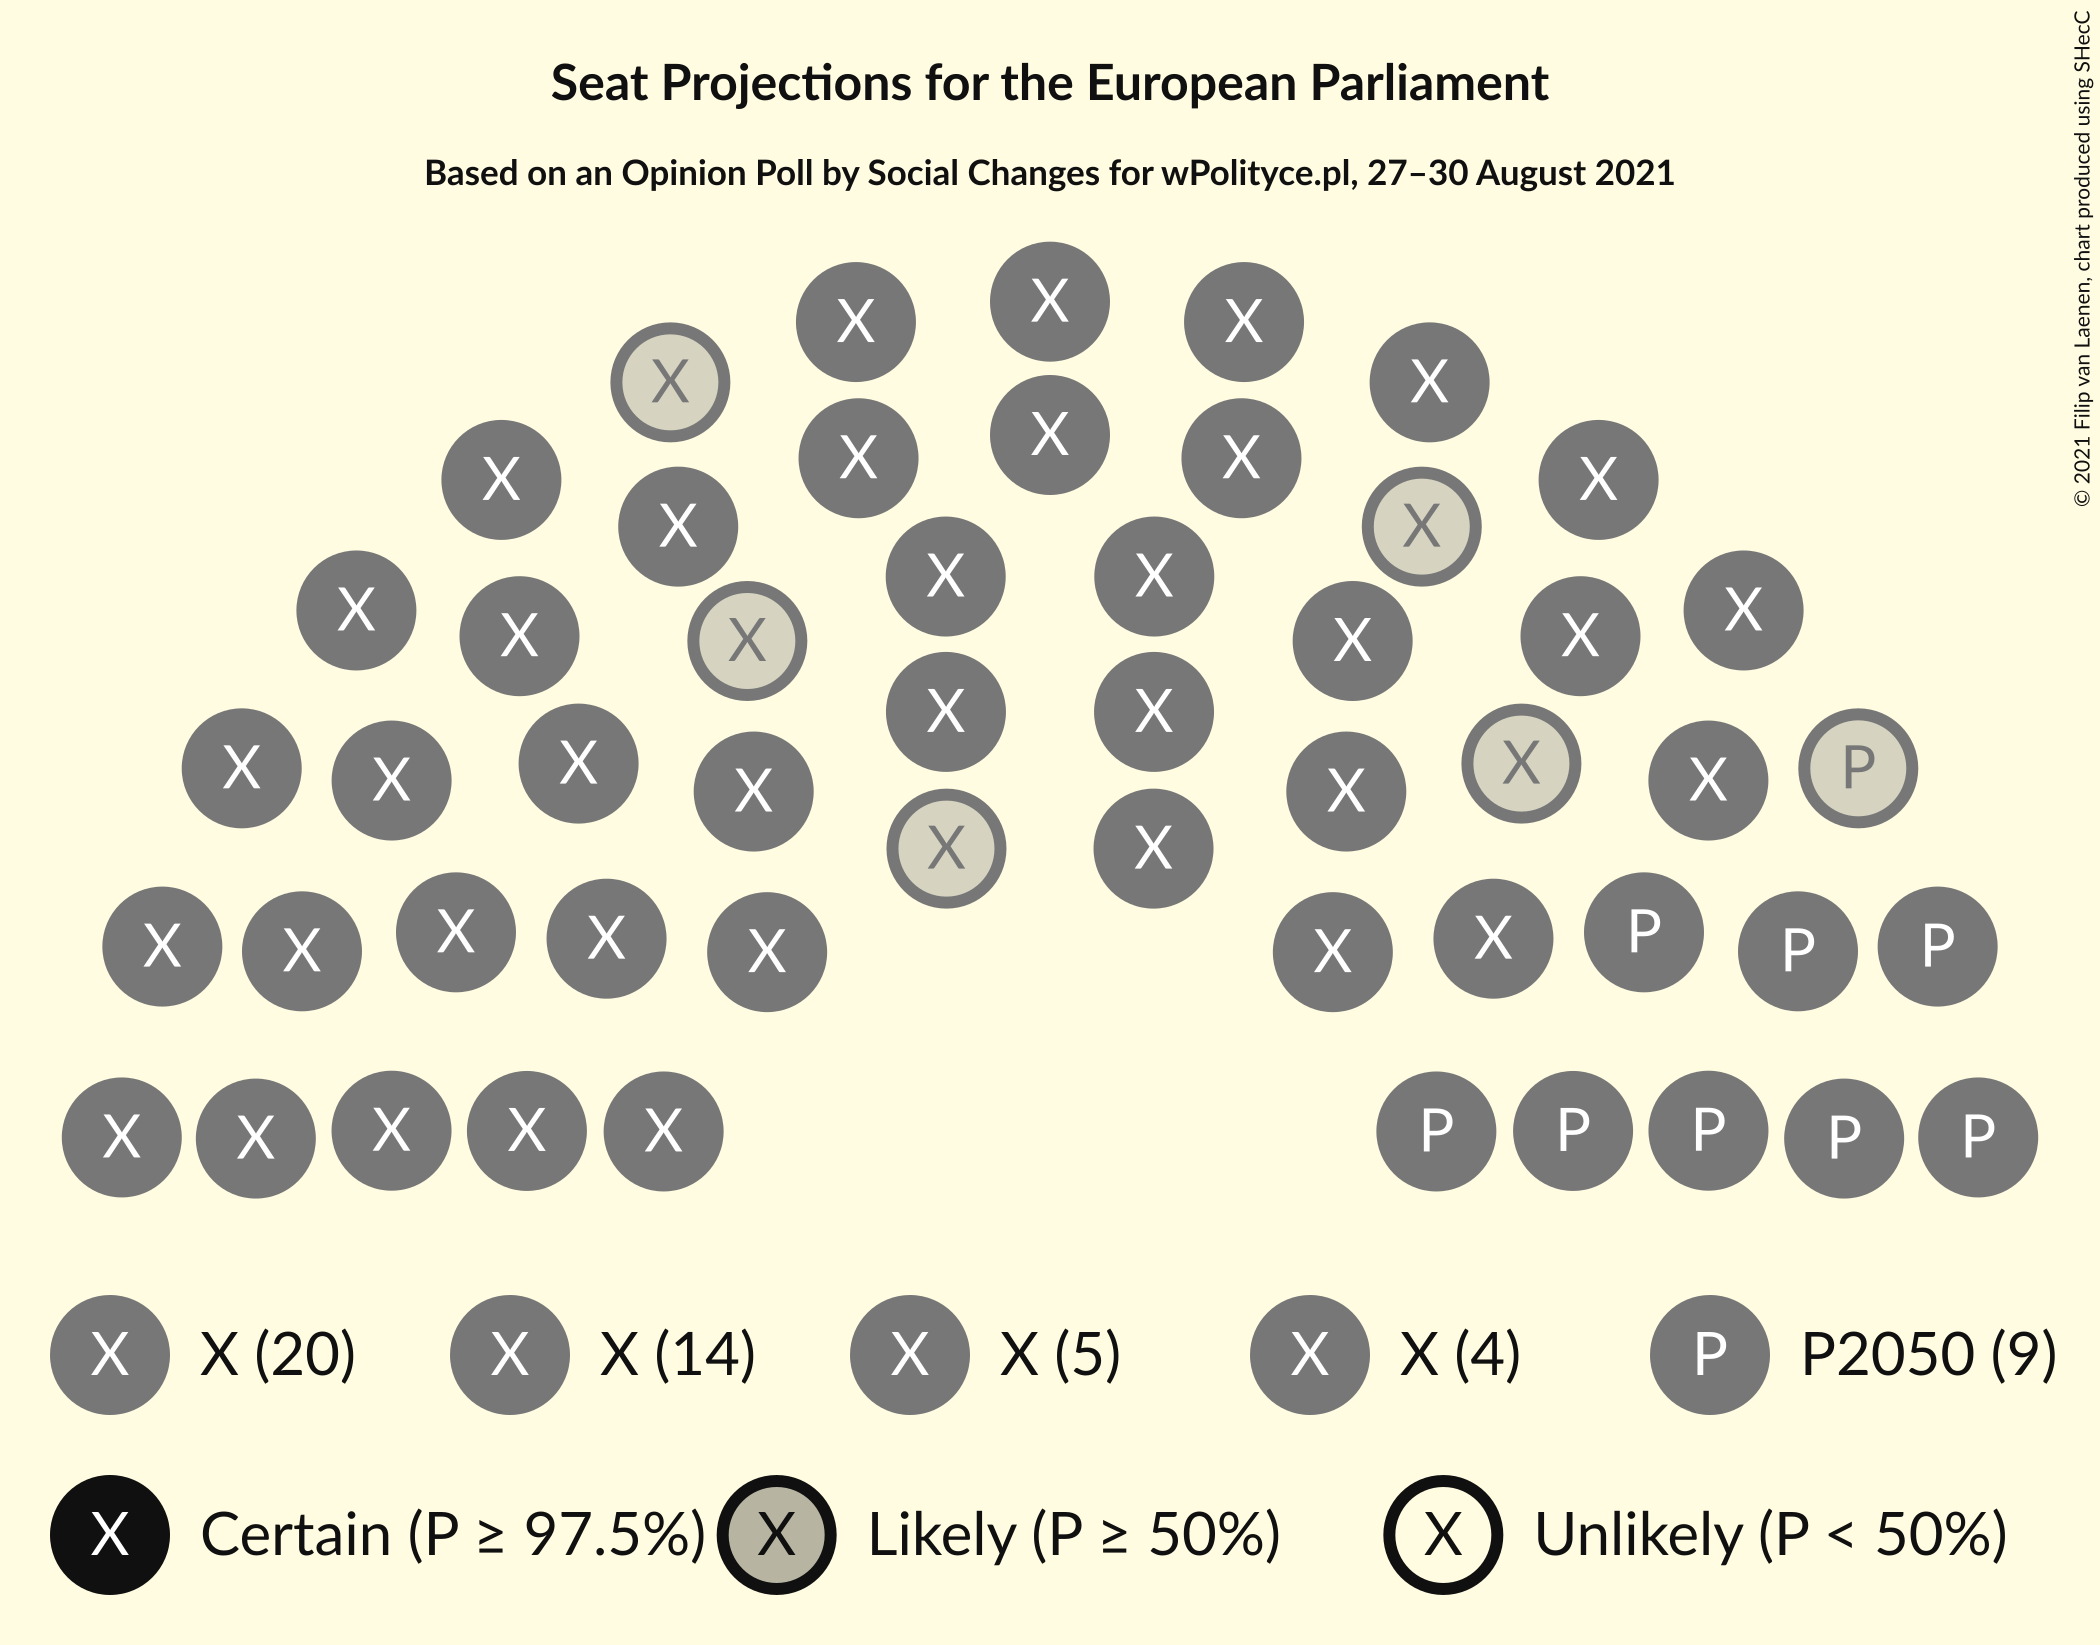 Seat Projections for the European Parliament
Based on an Opinion Poll by Social Changes for wPolityce.pl, 27–30 August 2021
© 2021 Filip van Laenen, chart produced using SHecC
X
X X
X X
X
X X X
X X
X X
X X
X X
X X
X X
X X
X X
X X X P
X X
X X
X X
X X X X P
P P
X X
X X
X X X X X P P P P P
X X (20) X X (14) X X (5) X X (4) P P2050 (9)
X Certain (P ≥ 97.5%) X Likely (P ≥ 50%) X Unlikely (P < 50%)